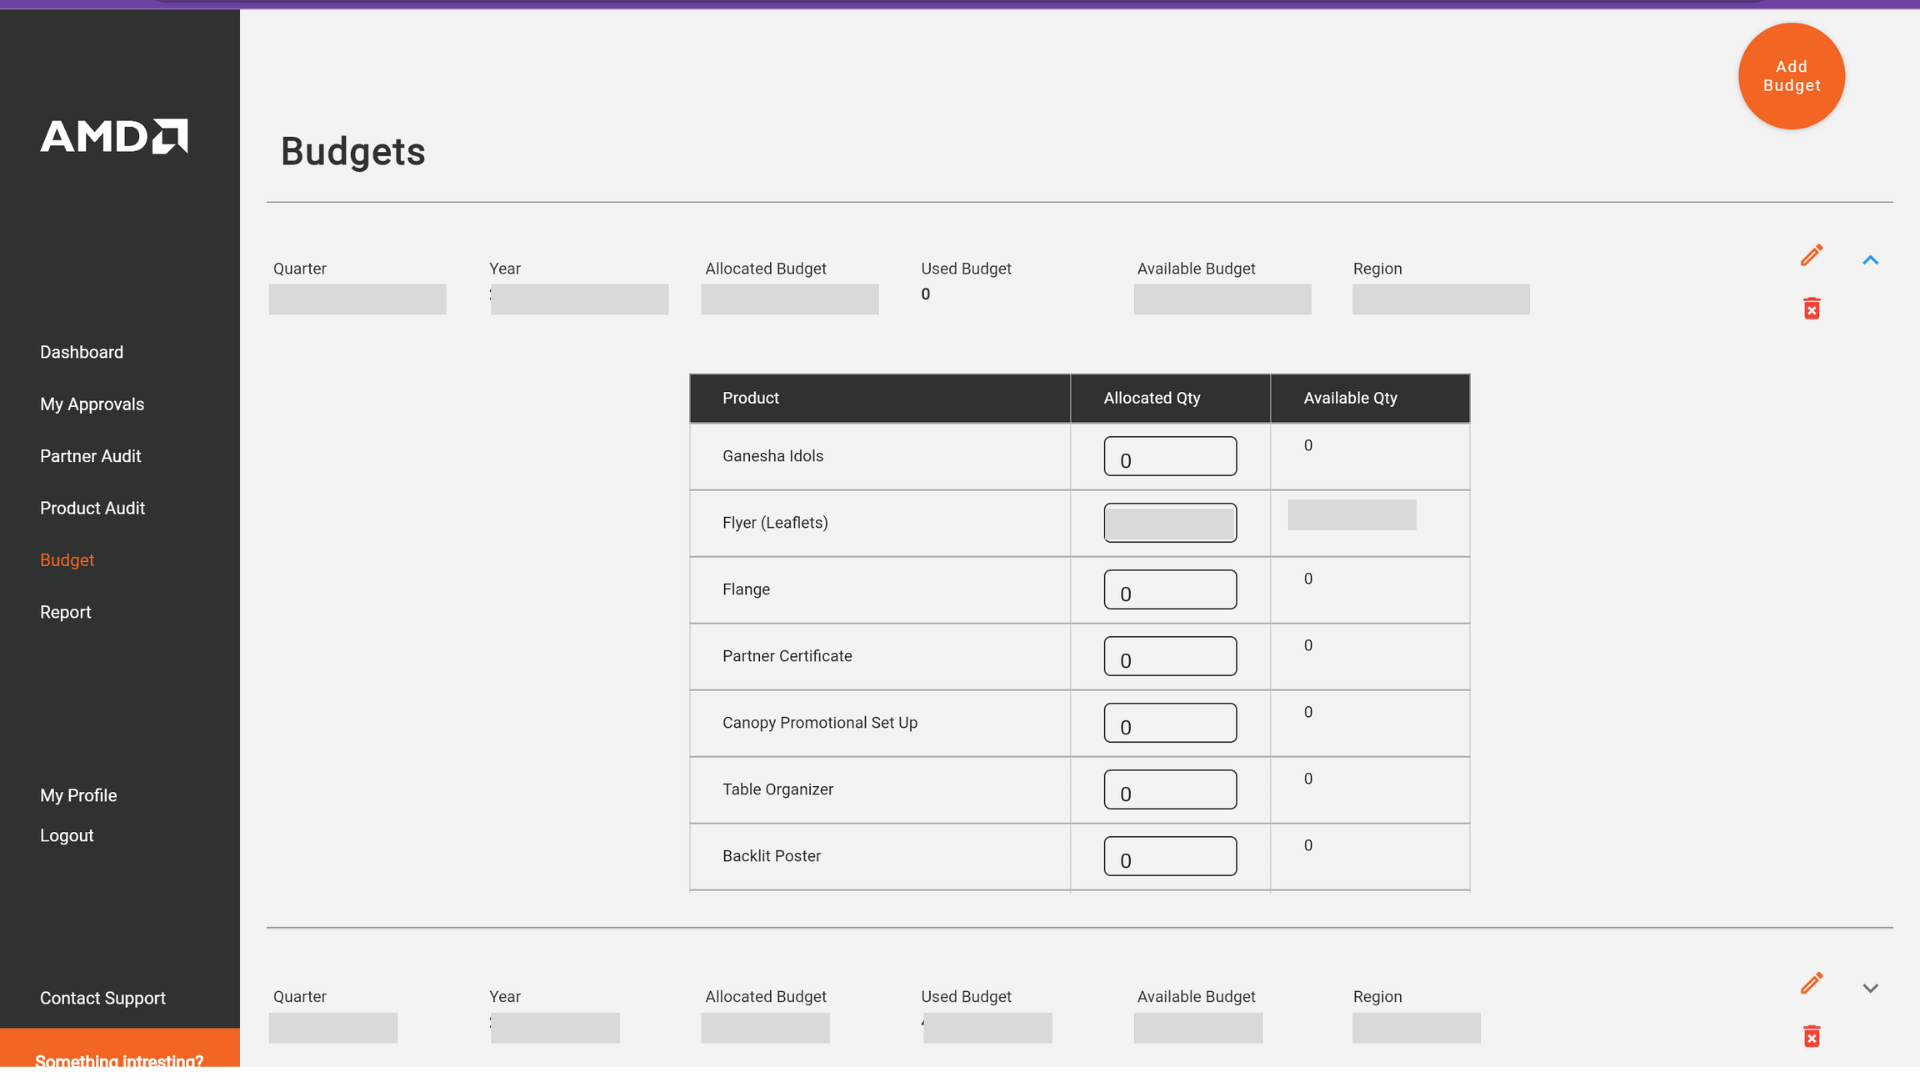 Add
Budget
AMD
Budgets
Quarter Year Allocated Budget Used Budget Available Budget Region
0
Dashboard
My Approvals
Partner Audit
Product Audit
Budget
Report
My Profile
Logout
Contact Support
Something intresting?
Product Allocated Qty Available Qty
Ganesha Idols 0 0
Flyer (Leaflets)
Flange 0 0
Partner Certificate 0 0
Canopy Promotional Set Up 0 0
Table Organizer 0 0
Backlit Poster 0 0
Quarter Year Allocated Budget Used Budget Available Budget Region